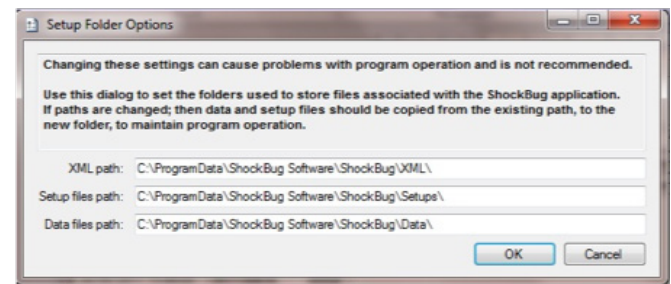 Setup Folder Options
Changing these settings can cause problems with program operation and is not recommended.
Use this dialog to set the folders used to store files associated with the ShockBug application.
If paths are changed; then data and setup files should be copied from the existing path, to the
new folder, to maintain program operation.
XML path: C:\ProgramData\ShockBug Software\ShockBug\XML\
Setup files path: C:\ProgramData\ShockBug Software\ShockBug\Setups\
Data files path: C:\ProgramData\ShockBug Software\ShockBug\Data\
OK Cancel